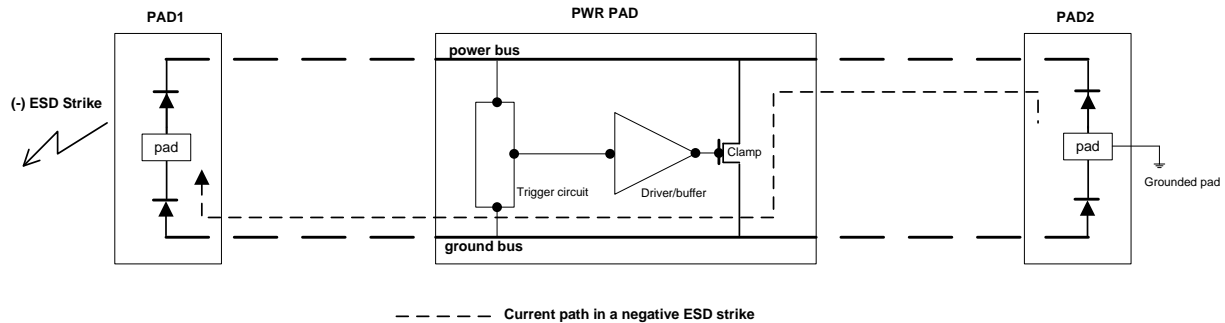 PAD1
PWR PAD
PAD2
power bus
(-) ESD Strike
pad
Clamp
pad
Trigger circuit
Driver/buffer
Grounded pad
ground bus
Current path in a negative ESD strike